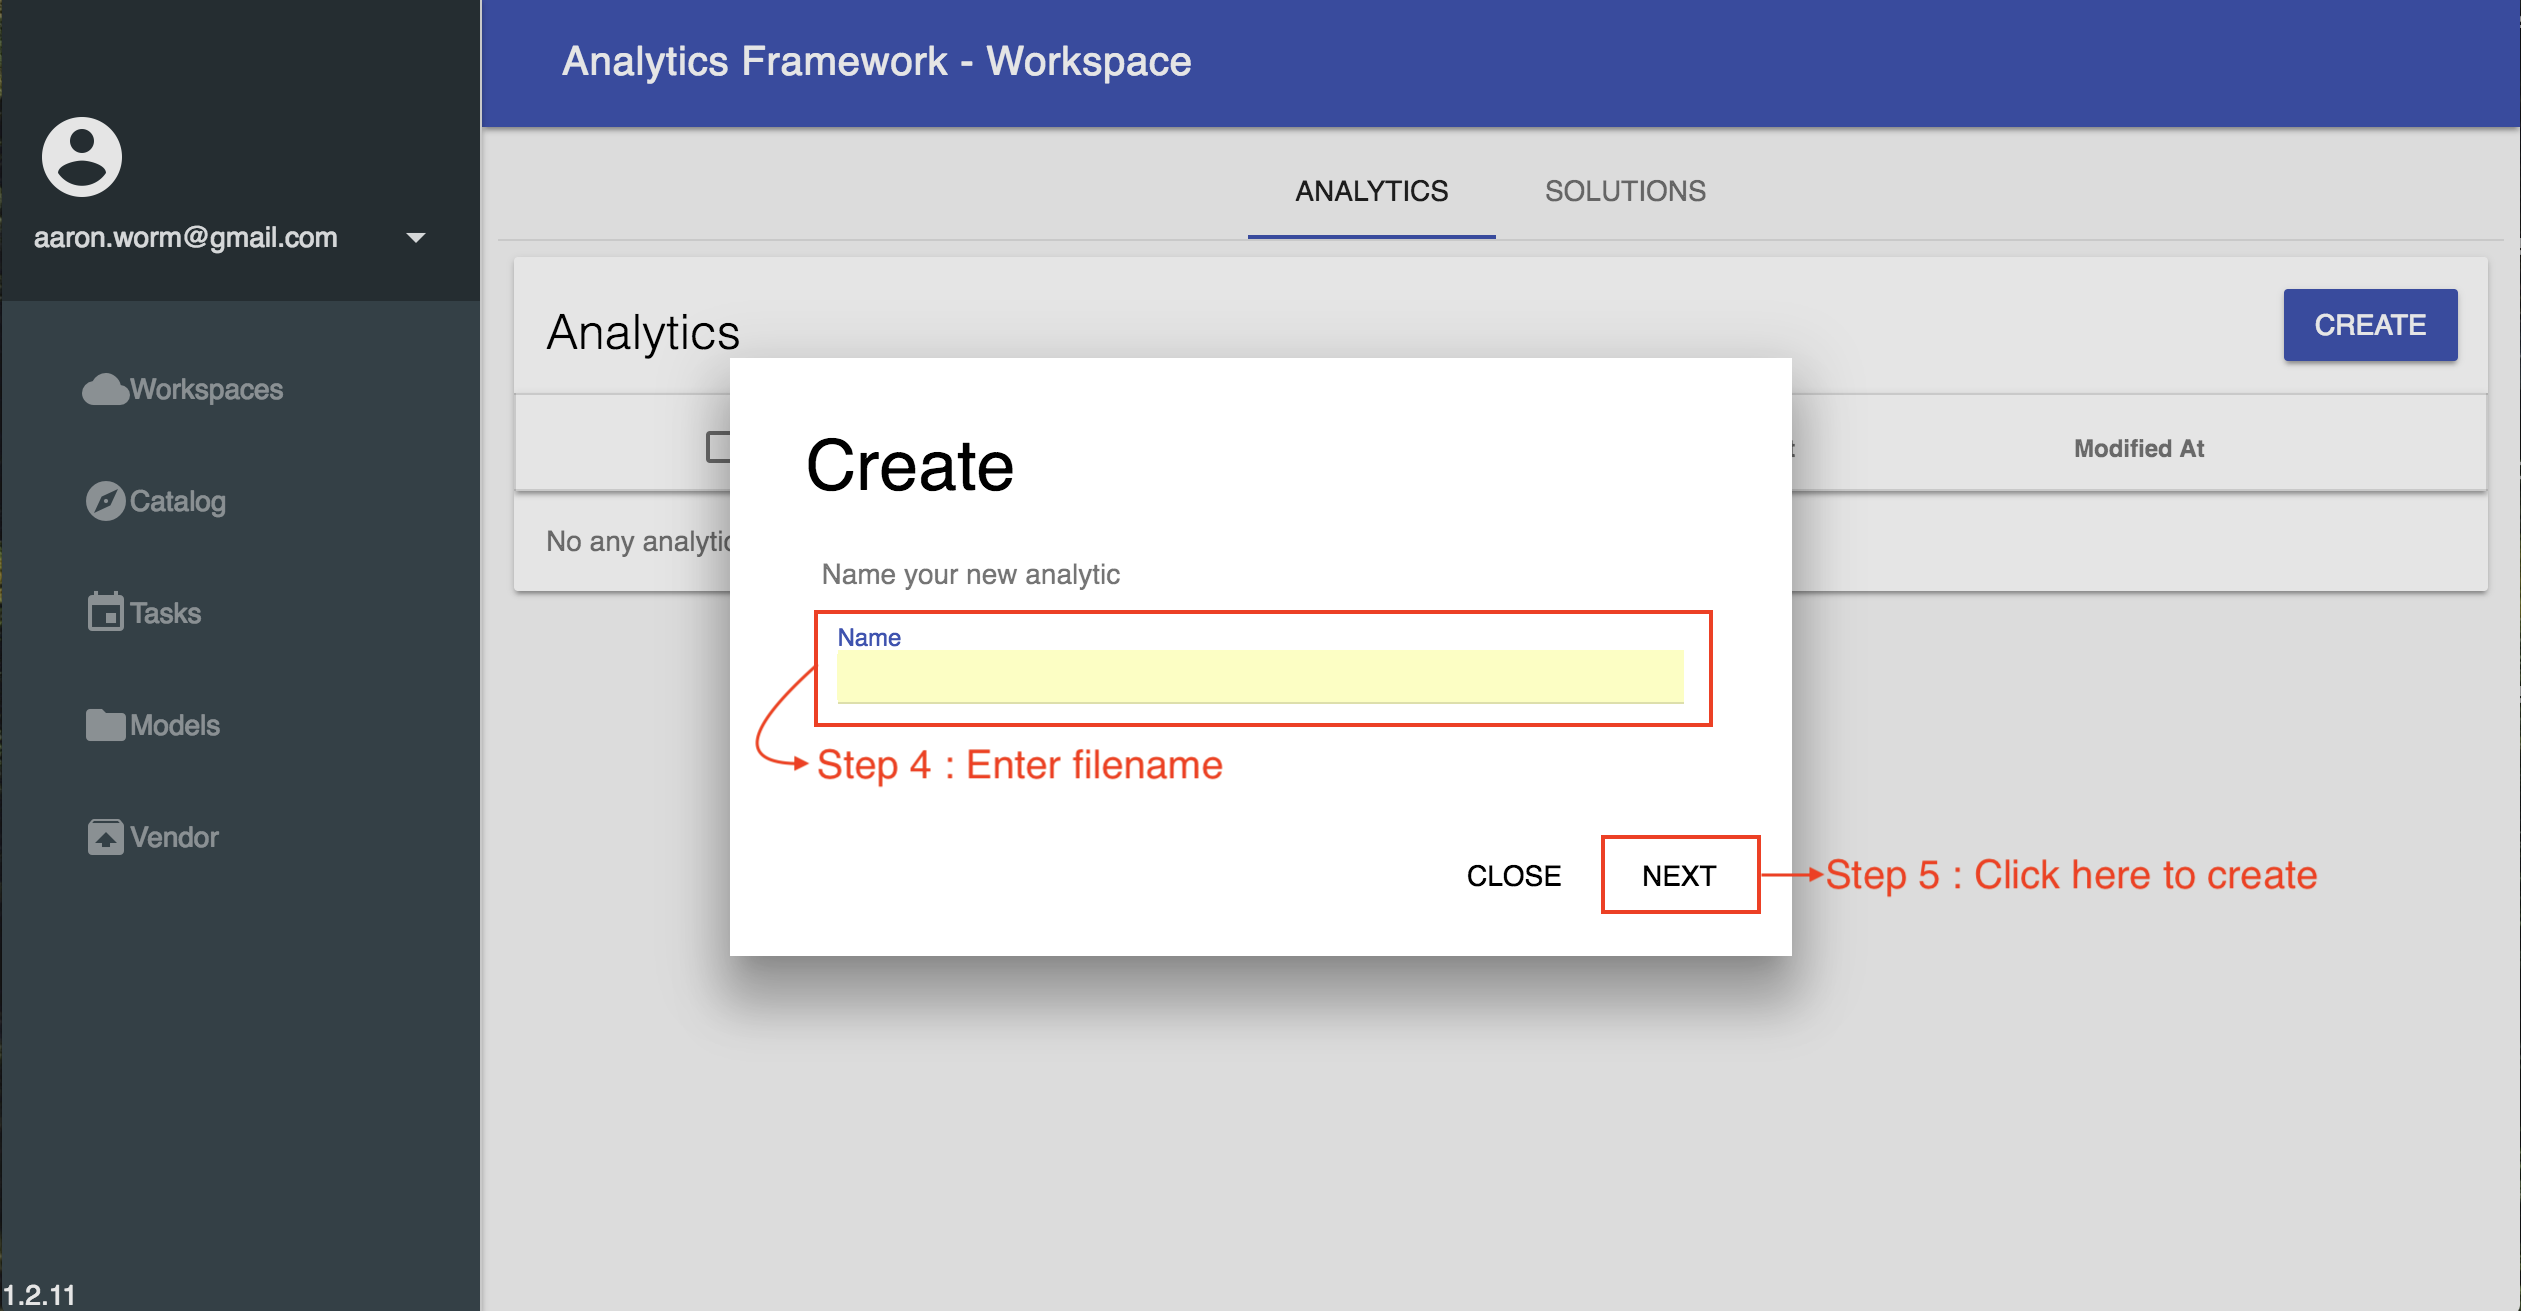 Analytics Framework - Workspace
aaron.worm@gmail.com
ANALYTICS SOLUTIONS
Analytics
CREATE
Workspaces
Catalog
Tasks
Models
Vendor
Modified At
No any
Create
Name your new analytic
Name
Step 4 : Enter filename
CLOSE NEXT
Step 5 : Click here to create
1.2.11